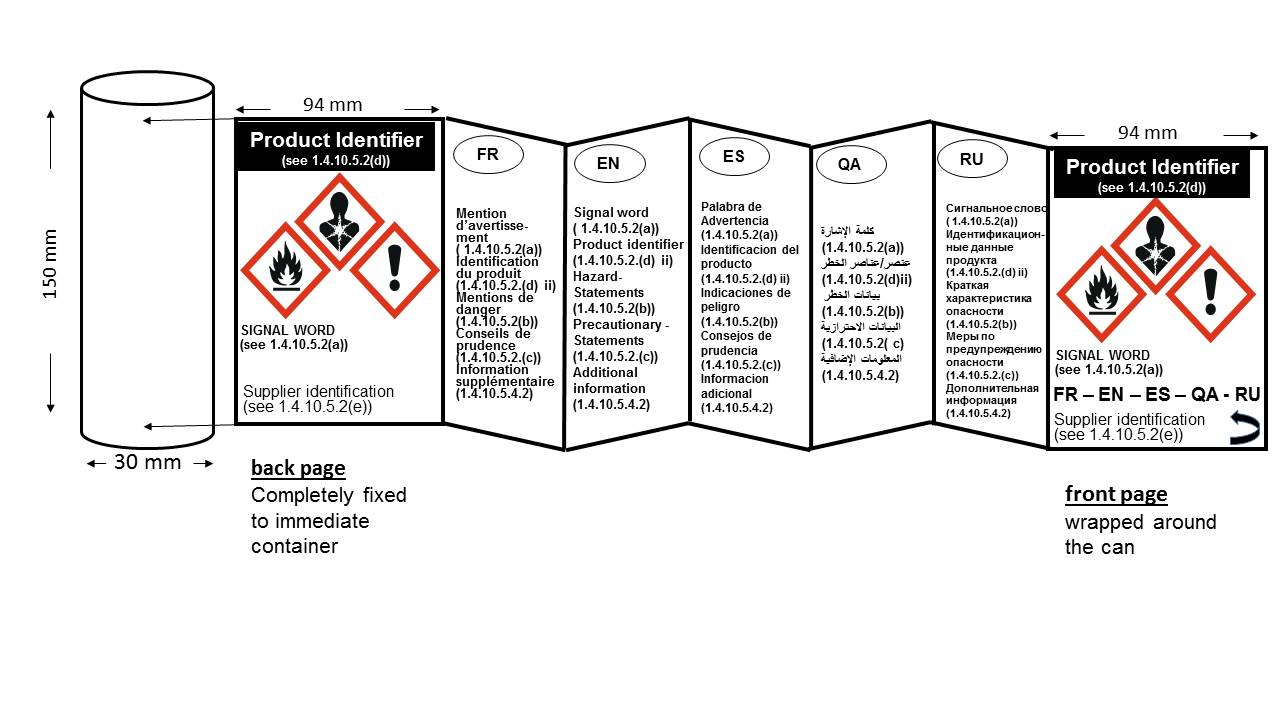 150 mm
30 mm
94 mm
Product Identifier
(see 1.4.10.5.2(d))
SIGNAL WORD
(see 1.4.10.5.2(a))
Supplier identification
(see 1.4.10.5.2(e))
back page
Completely fixed
to immediate
container
FR
Mention
d’avertisse-
ment
( 1.4.10.5.2(a))
Identification
du produit
(1.4.10.5.2.(d) ii)
Mentions de
danger
(1.4.10.5.2(b))
Conseils de
prudence
(1.4.10.5.2.(c))
Information
supplémentaire
(1.4.10.5.4.2)
EN
Signal word
( 1.4.10.5.2(a))
Product identifier
(1.4.10.5.2.(d) ii)
Hazard-
Statements
(1.4.10.5.2(b))
Precautionary -
Statements
(1.4.10.5.2.(c))
Additional
information
(1.4.10.5.4.2)
ES
Palabra de
Advertencia
(1.4.10.5.2(a))
Identificacion del
producto
(1.4.10.5.2.(d) ii)
Indicaciones de
peligro
(1.4.10.5.2(b))
Consejos de
prudencia
(1.4.10.5.2.(c))
Informacion
adicional
(1.4.10.5.4.2)
QA
كلمة الإشارة
(1.4.10.5.2(a))
عنصر/عناصر الخطر
(1.4.10.5.2(d)ii)
بيانات الخطر
(1.4.10.5.2(b))
البيانات الاحترازية
(1.4.10.5.2( c)
المعلومات الإضافية
(1.4.10.5.4.2)
RU
Сигнальное слово
( 1.4.10.5.2(a))
Идентификацион-
ные данные
продукта
(1.4.10.5.2.(d) ii)
Краткая
характеристика
опасности
(1.4.10.5.2(b))
Меры по
предупреждению
опасности
(1.4.10.5.2.(c))
Дополнительная
информация
(1.4.10.5.4.2)
94 mm
Product Identifier
(see 1.4.10.5.2(d))
SIGNAL WORD
(see 1.4.10.5.2(a))
FR – EN – ES – QA - RU
Supplier identification
(see 1.4.10.5.2(e))
front page
wrapped around
the can